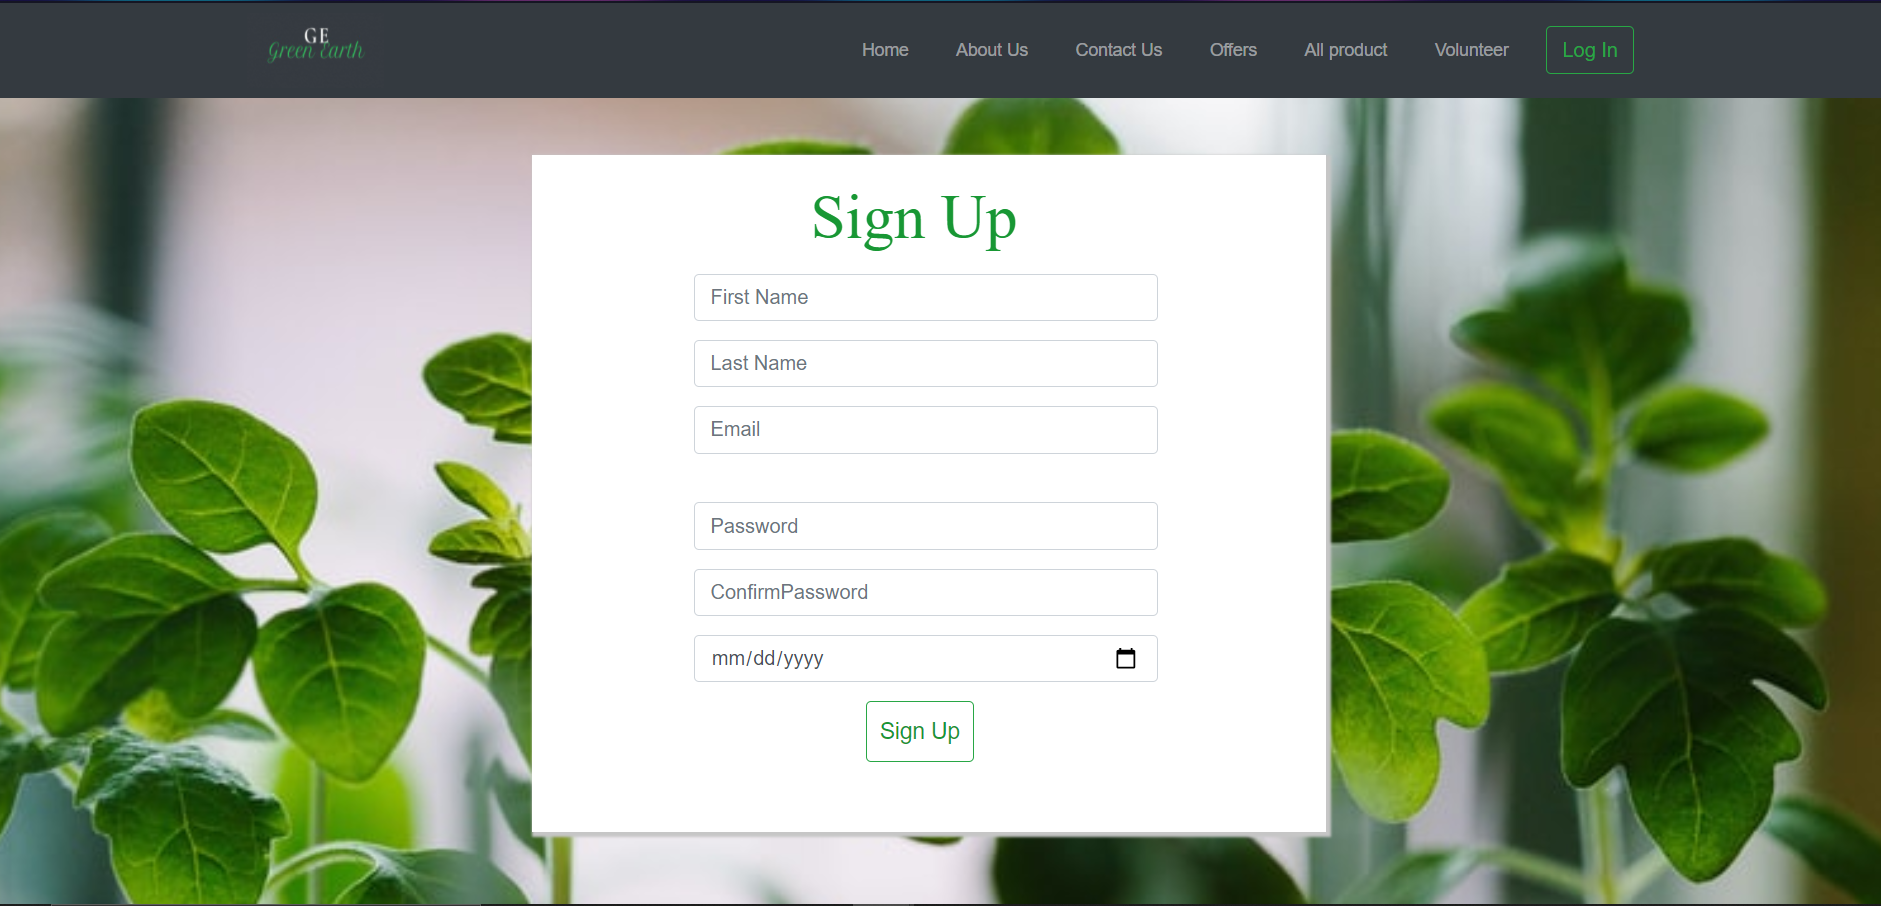 GE
Green Earth
Home About Us Contact Us Offers All product Volunteer Log In
Sign Up
First Name
Last Name
Email
Password
ConfirmPassword
mm/dd/yyyy
Sign Up